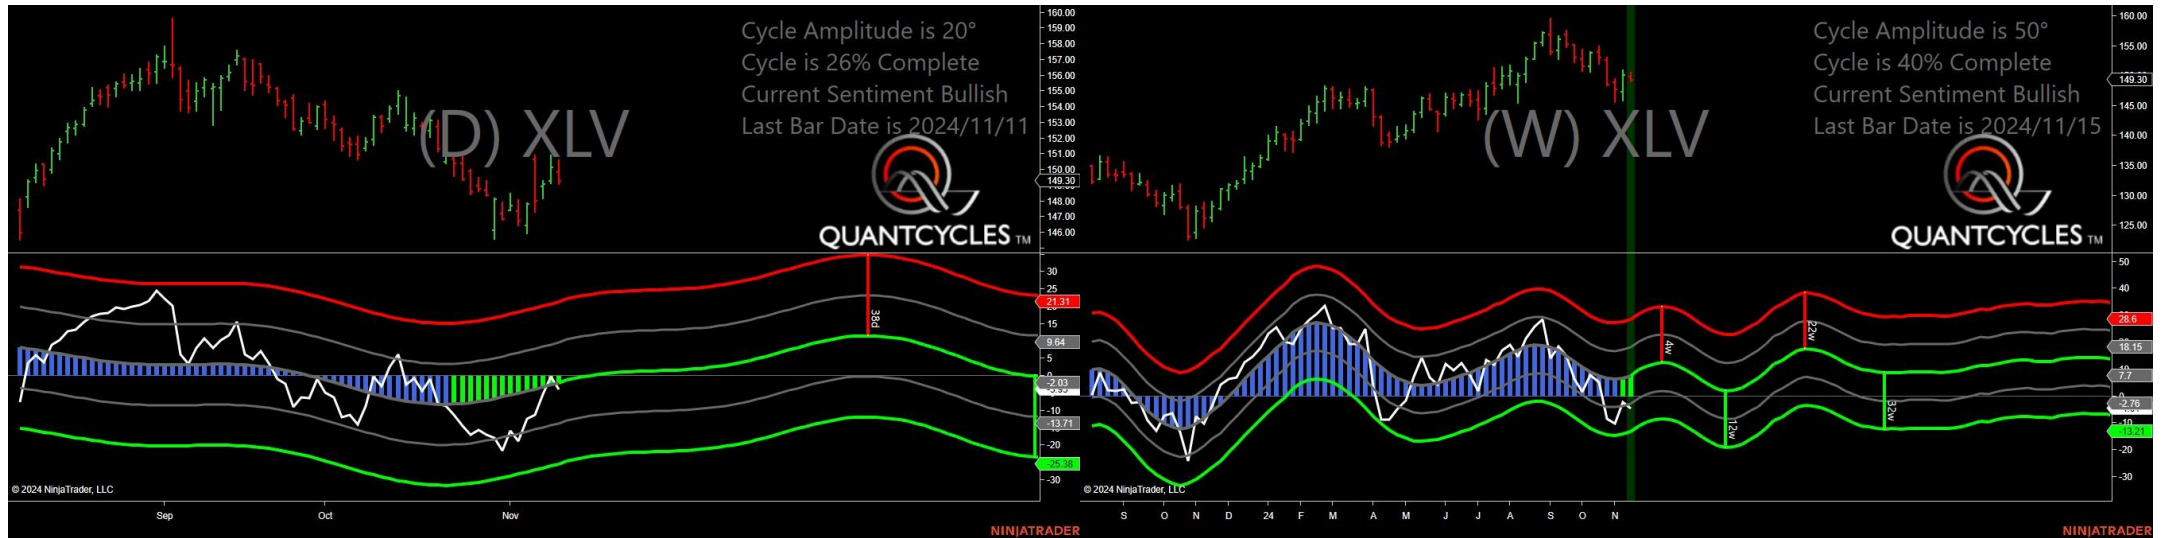 Cycle Amplitude is 20°
Cycle is 26% Complete
Current Sentiment Bullish
Last Bar Date is 2024/11/11
(D) XLV
QUANTCYCLES TM
160.00
159.00
158.00
157.00
156.00
155.00
154.00
153.00
152.00
151.00
150.00
149.30
148.00
147.00
146.00
38d
30
25
21.31
15
9.64
5
0
-2.03
-10
-13.71
-20
-25.38
-30
© 2024 NinjaTrader, LLC
Sep
Oct
Nov
NINJATRADER
Cycle Amplitude is 50°
Cycle is 40% Complete
Current Sentiment Bullish
Last Bar Date is 2024/11/15
(W) XLV
QUANTCYCLES TM
160.00
155.00
149.30
145.00
140.00
135.00
130.00
125.00
4w
12w
22w
32w
50
40
28.6
18.15
7.7
-2.76
-13.21
-20
-30
© 2024 NinjaTrader, LLC
S O N D 24 F M A M J J A S O N
NINJATRADER